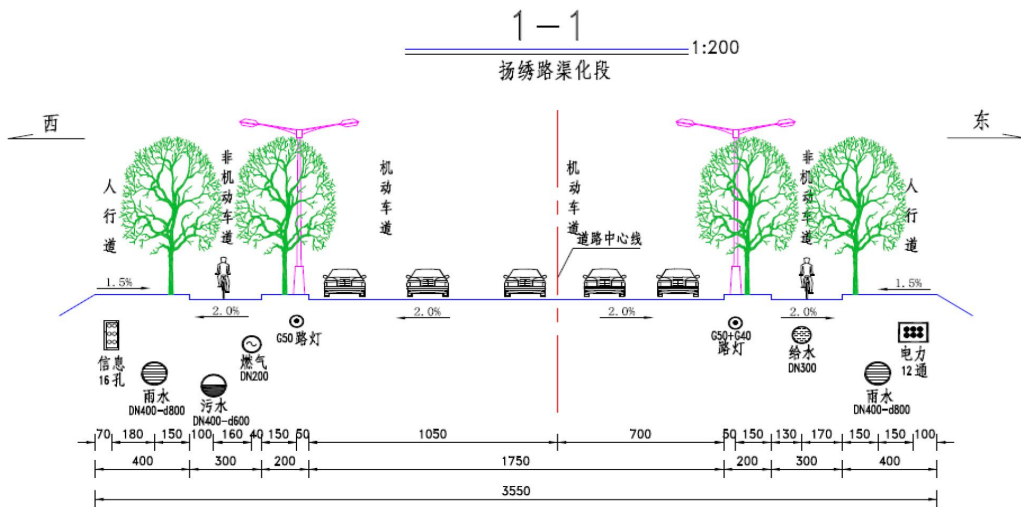 1-1
1:200
扬绣路渠化段
西
东
人行道
非机动车道
机动车道
机动车道
非机动车道
人行道
道路中心线
1.5%
1.5%
2.0%
2.0%
2.0%
2.0%
信息
16孔
雨水
DN400-d800
污水
DN400-d600
燃气
DN200
G50路灯
G50+G40
路灯
给水
DN300
电力
12通
雨水
DN400-d800
70 180 150 100 160 40 150 50 1050 700 50 150 130 170 150 150 100
400 300 200 1750 200 300 400
3550